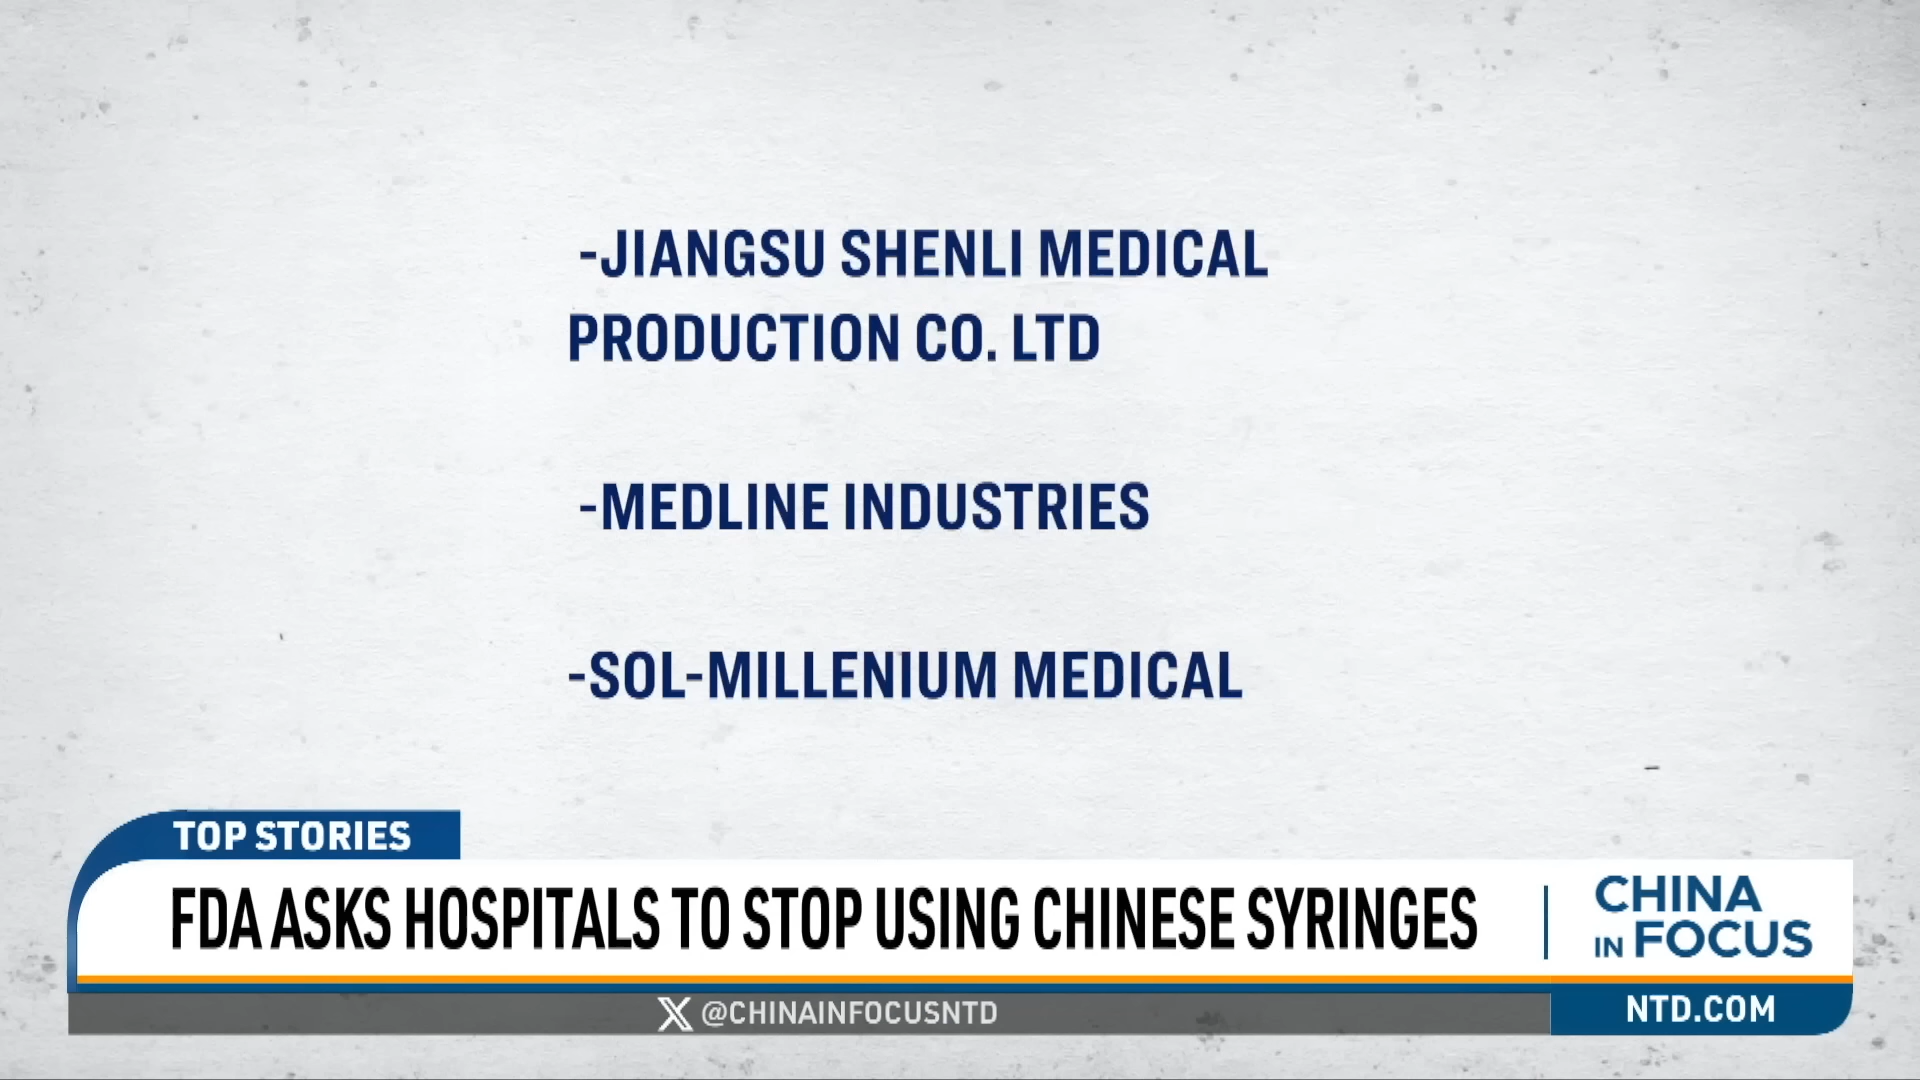 -JIANGSU SHENLI MEDICAL
PRODUCTION CO. LTD
-MEDLINE INDUSTRIES
-SOL-MILLENIUM MEDICAL
TOP STORIES
FDA ASKS HOSPITALS TO STOP USING CHINESE SYRINGES
CHINA
IN FOCUS
X @CHINAINFOCUSNTD
NTD.COM